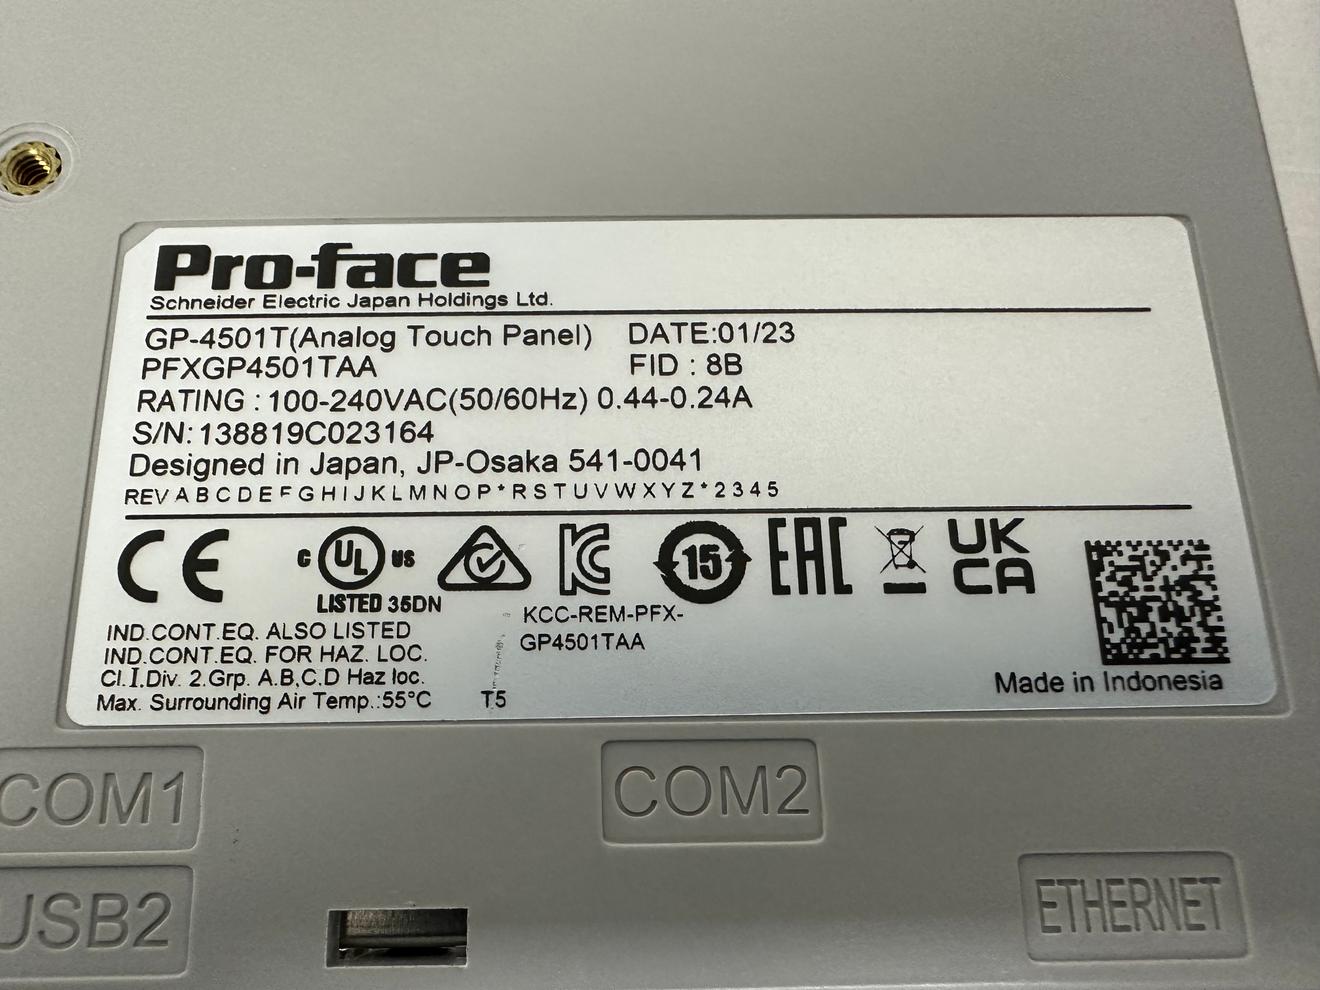 Pro-face
Schneider Electric Japan Holdings Ltd.
GP-4501T(Analog Touch Panel) DATE:01/23
PFXGP4501TAA FID : 8B
RATING : 100-240VAC(50/60Hz) 0.44-0.24A
S/N:138819C023164
Designed in Japan, JP-Osaka 541-0041
REV A B C D E F G H I J K L M N O P * R S T U V W X Y Z * 2 3 4 5
CE C UL US 15 EAC UK CA
LISTED 35DN
KCC-REM-PFX-
GP4501TAA
IND.CONT.EQ. ALSO LISTED
IND.CONT.EQ. FOR HAZ. LOC.
Cl.I.Div. 2.Grp. A.B,C.D Haz loc.
Max. Surrounding Air Temp.:55°C T5
Made in Indonesia
COM1
COM2
USB2
ETHERNET